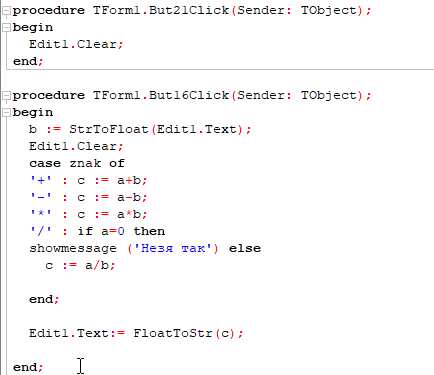 procedure TForm1.But21Click(Sender: TObject);
begin
Edit1.Clear;
end;
procedure TForm1.But16Click(Sender: TObject);
begin
b := StrToFloat(Edit1.Text);
Edit1.Clear;
case znak of
'+' : c := a+b;
'-' : c := a-b;
'*' : c := a*b;
'/' : if a=0 then
showmessage ('Незя так') else
c := a/b;
end;
Edit1.Text:= FloatToStr(c);
end;